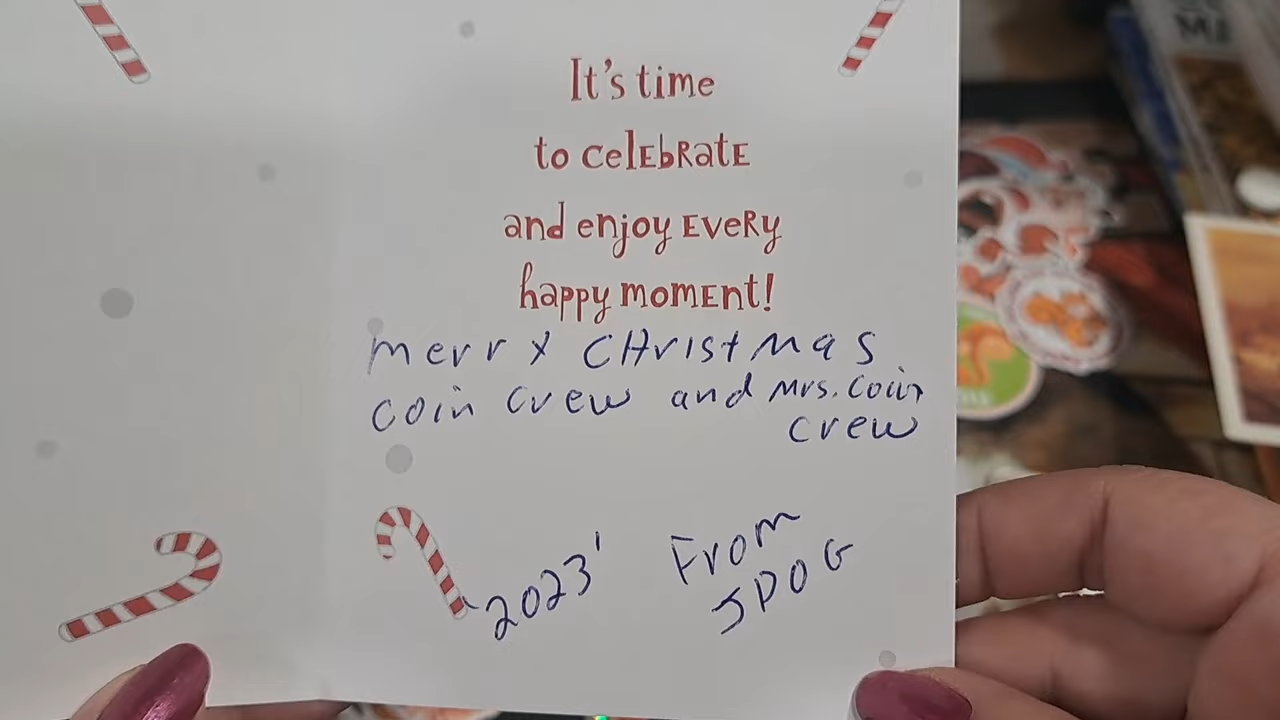 It's time
to celebrate
and enjoy every
happy moment!
merry CHristmas
coin crew and Mrs. coin
crew
2023'
From
JDOG